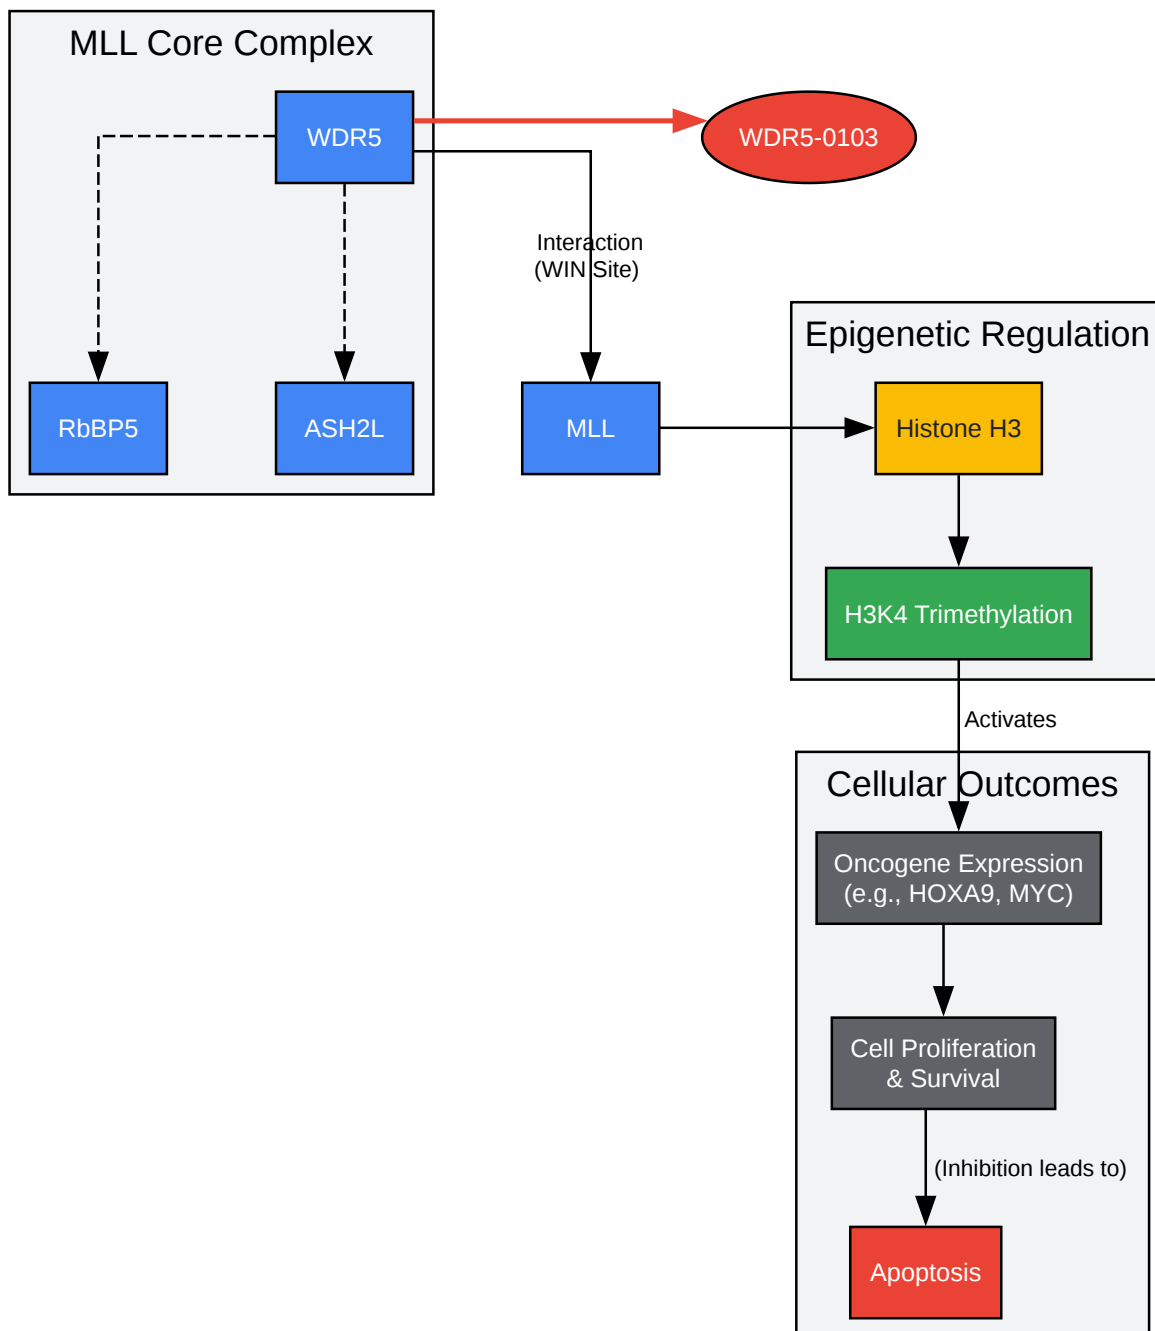 MLL Core Complex
WDR5
WDR5-0103
Interaction
(WIN Site)
Epigenetic Regulation
RbBP5
ASH2L
MLL
Histone H3
H3K4 Trimethylation
Activates
Cellular Outcomes
Oncogene Expression
(e.g., HOXA9, MYC)
Cell Proliferation
& Survival
(Inhibition leads to)
Apoptosis